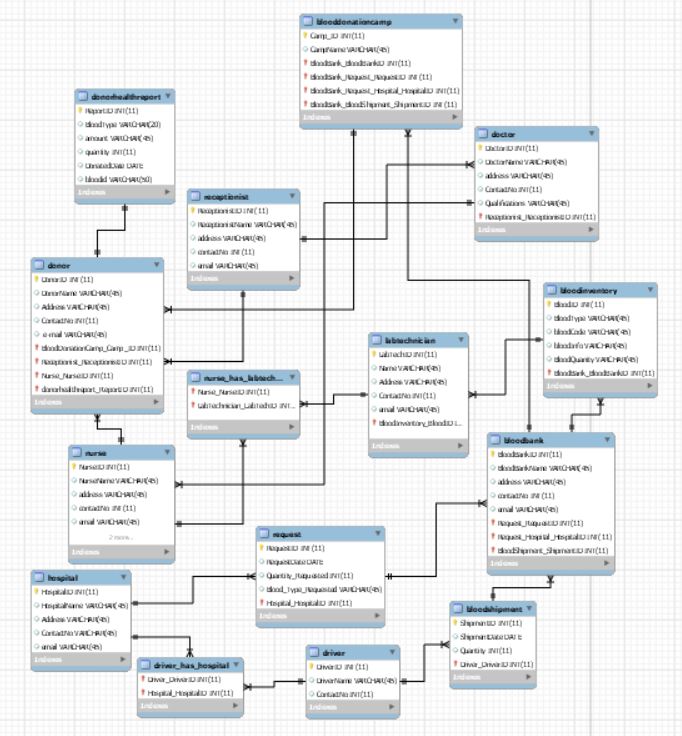 blooddonationcamp
Camp_ID INT(11)
CampName VARCHAR(45)
BloodBank_BloodBankID INT(11)
BloodBank_Request_RequestID INT(11)
BloodBank_Request_Hospital_HospitalID INT(11)
BloodBank_BloodShipment_ShipmentID INT(11)
Indexes
donorhealthreport
ReportID INT(11)
BloodType VARCHAR(20)
amount VARCHAR(45)
quantity INT(11)
DonatedDate DATE
bloodid VARCHAR(50)
Indexes
doctor
DoctorID INT(11)
DoctorName VARCHAR(45)
address VARCHAR(45)
ContactNo INT(11)
Qualifications VARCHAR(45)
Receptionist_ReceptionistID INT(11)
Indexes
receptionist
ReceptionistID INT(11)
ReceptionistName VARCHAR(45)
address VARCHAR(45)
contactNo INT(11)
email VARCHAR(45)
Indexes
donor
DonorID INT(11)
DonorName VARCHAR(45)
Address VARCHAR(45)
ContactNo INT(11)
e-mail VARCHAR(45)
BloodDonationCamp_Camp_ID INT(11)
Receptionist_ReceptionistID INT(11)
Nurse_NurseID INT(11)
donorhealthreport_ReportID INT(11)
Indexes
bloodinventory
BloodID INT(11)
BloodType VARCHAR(45)
bloodCode VARCHAR(45)
BloodInfo VARCHAR(45)
BloodQuantity VARCHAR(45)
BloodBank_BloodBankID INT(11)
Indexes
labtechnician
LabTechID INT(11)
Name VARCHAR(45)
Address VARCHAR(45)
ContactNo INT(11)
email VARCHAR(45)
BloodInventory_BloodID I...
Indexes
nurse_has_labtech...
Nurse_NurseID INT(11)
LabTechnician_LabTechID INT...
Indexes
bloodbank
BloodBankID INT(11)
BloodBankName VARCHAR(45)
address VARCHAR(45)
contactNo INT(11)
email VARCHAR(45)
Request_RequestID INT(11)
Request_Hospital_HospitalID INT(11)
BloodShipment_ShipmentID INT(11)
Indexes
nurse
NurseID INT(11)
NurseName VARCHAR(45)
address VARCHAR(45)
contactNo INT(11)
email VARCHAR(45)
2 more...
Indexes
request
RequestID INT(11)
RequestDate DATE
Quantity_Requested INT(11)
Blood_Type_Requested VARCHAR(45)
Hospital_HospitalID INT(11)
Indexes
hospital
HospitalID INT(11)
HospitalName VARCHAR(45)
Address VARCHAR(45)
ContactNo VARCHAR(45)
email VARCHAR(45)
Indexes
bloodshipment
ShipmentID INT(11)
ShipmentDate DATE
Quantity INT(11)
Driver_DriverID INT(11)
Indexes
driver_has_hospital
Driver_DriverID INT(11)
Hospital_HospitalID INT(11)
Indexes
driver
DriverID INT(11)
DriverName VARCHAR(45)
ContactNo INT(11)
Indexes